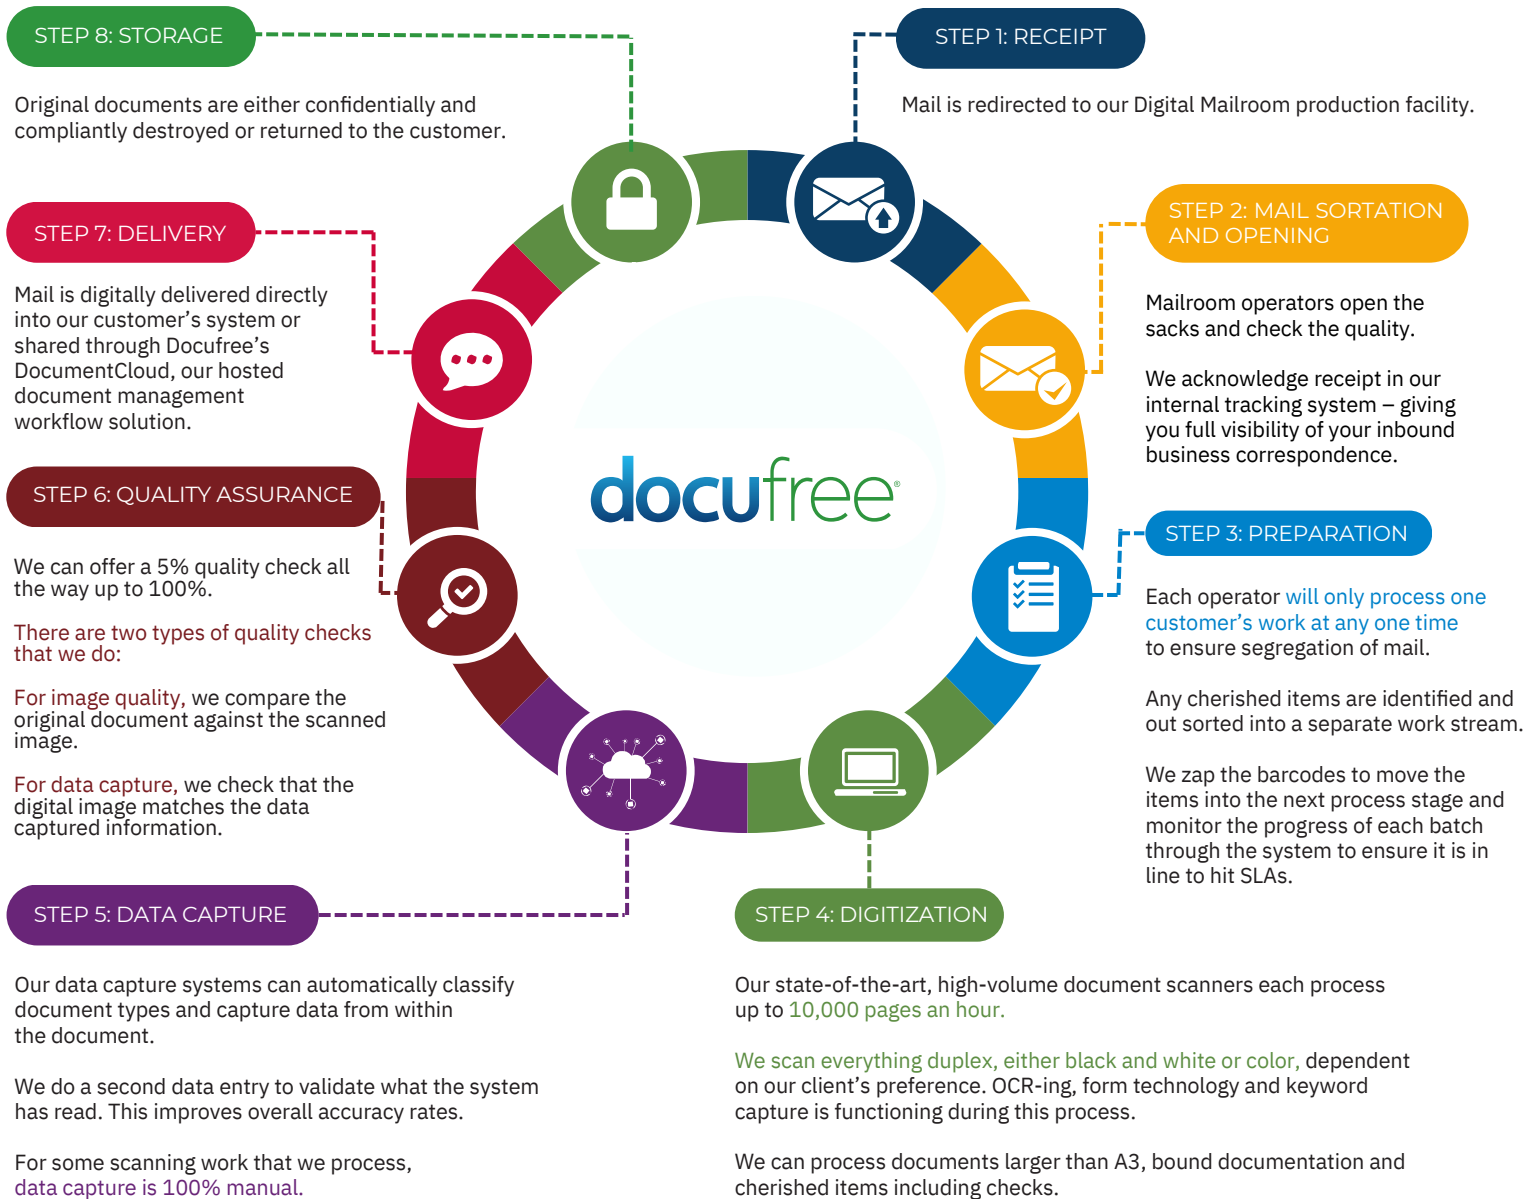 STEP 1: RECEIPT
Mail is redirected to our Digital Mailroom production facility.
STEP 2: MAIL SORTATION
AND OPENING
Mailroom operators open the
sacks and check the quality.
We acknowledge receipt in our
internal tracking system – giving
you full visibility of your inbound
business correspondence.
STEP 3: PREPARATION
Each operator will only process one
customer’s work at any one time
to ensure segregation of mail.
Any cherished items are identified and
out sorted into a separate work stream.
We zap the barcodes to move the
items into the next process stage and
monitor the progress of each batch
through the system to ensure it is in
line to hit SLAs.
STEP 4: DIGITIZATION
Our state-of-the-art, high-volume document scanners each process
up to 10,000 pages an hour.
We scan everything duplex, either black and white or color, dependent
on our client’s preference. OCR-ing, form technology and keyword
capture is functioning during this process.
We can process documents larger than A3, bound documentation and
cherished items including checks.
STEP 5: DATA CAPTURE
Our data capture systems can automatically classify
document types and capture data from within
the document.
We do a second data entry to validate what the system
has read. This improves overall accuracy rates.
For some scanning work that we process,
data capture is 100% manual.
STEP 6: QUALITY ASSURANCE
We can offer a 5% quality check all
the way up to 100%.
There are two types of quality checks
that we do:
For image quality, we compare the
original document against the scanned
image.
For data capture, we check that the
digital image matches the data
captured information.
STEP 7: DELIVERY
Mail is digitally delivered directly
into our customer’s system or
shared through Docufree’s
DocumentCloud, our hosted
document management
workflow solution.
STEP 8: STORAGE
Original documents are either confidentially and
compliantly destroyed or returned to the customer.
docufree®